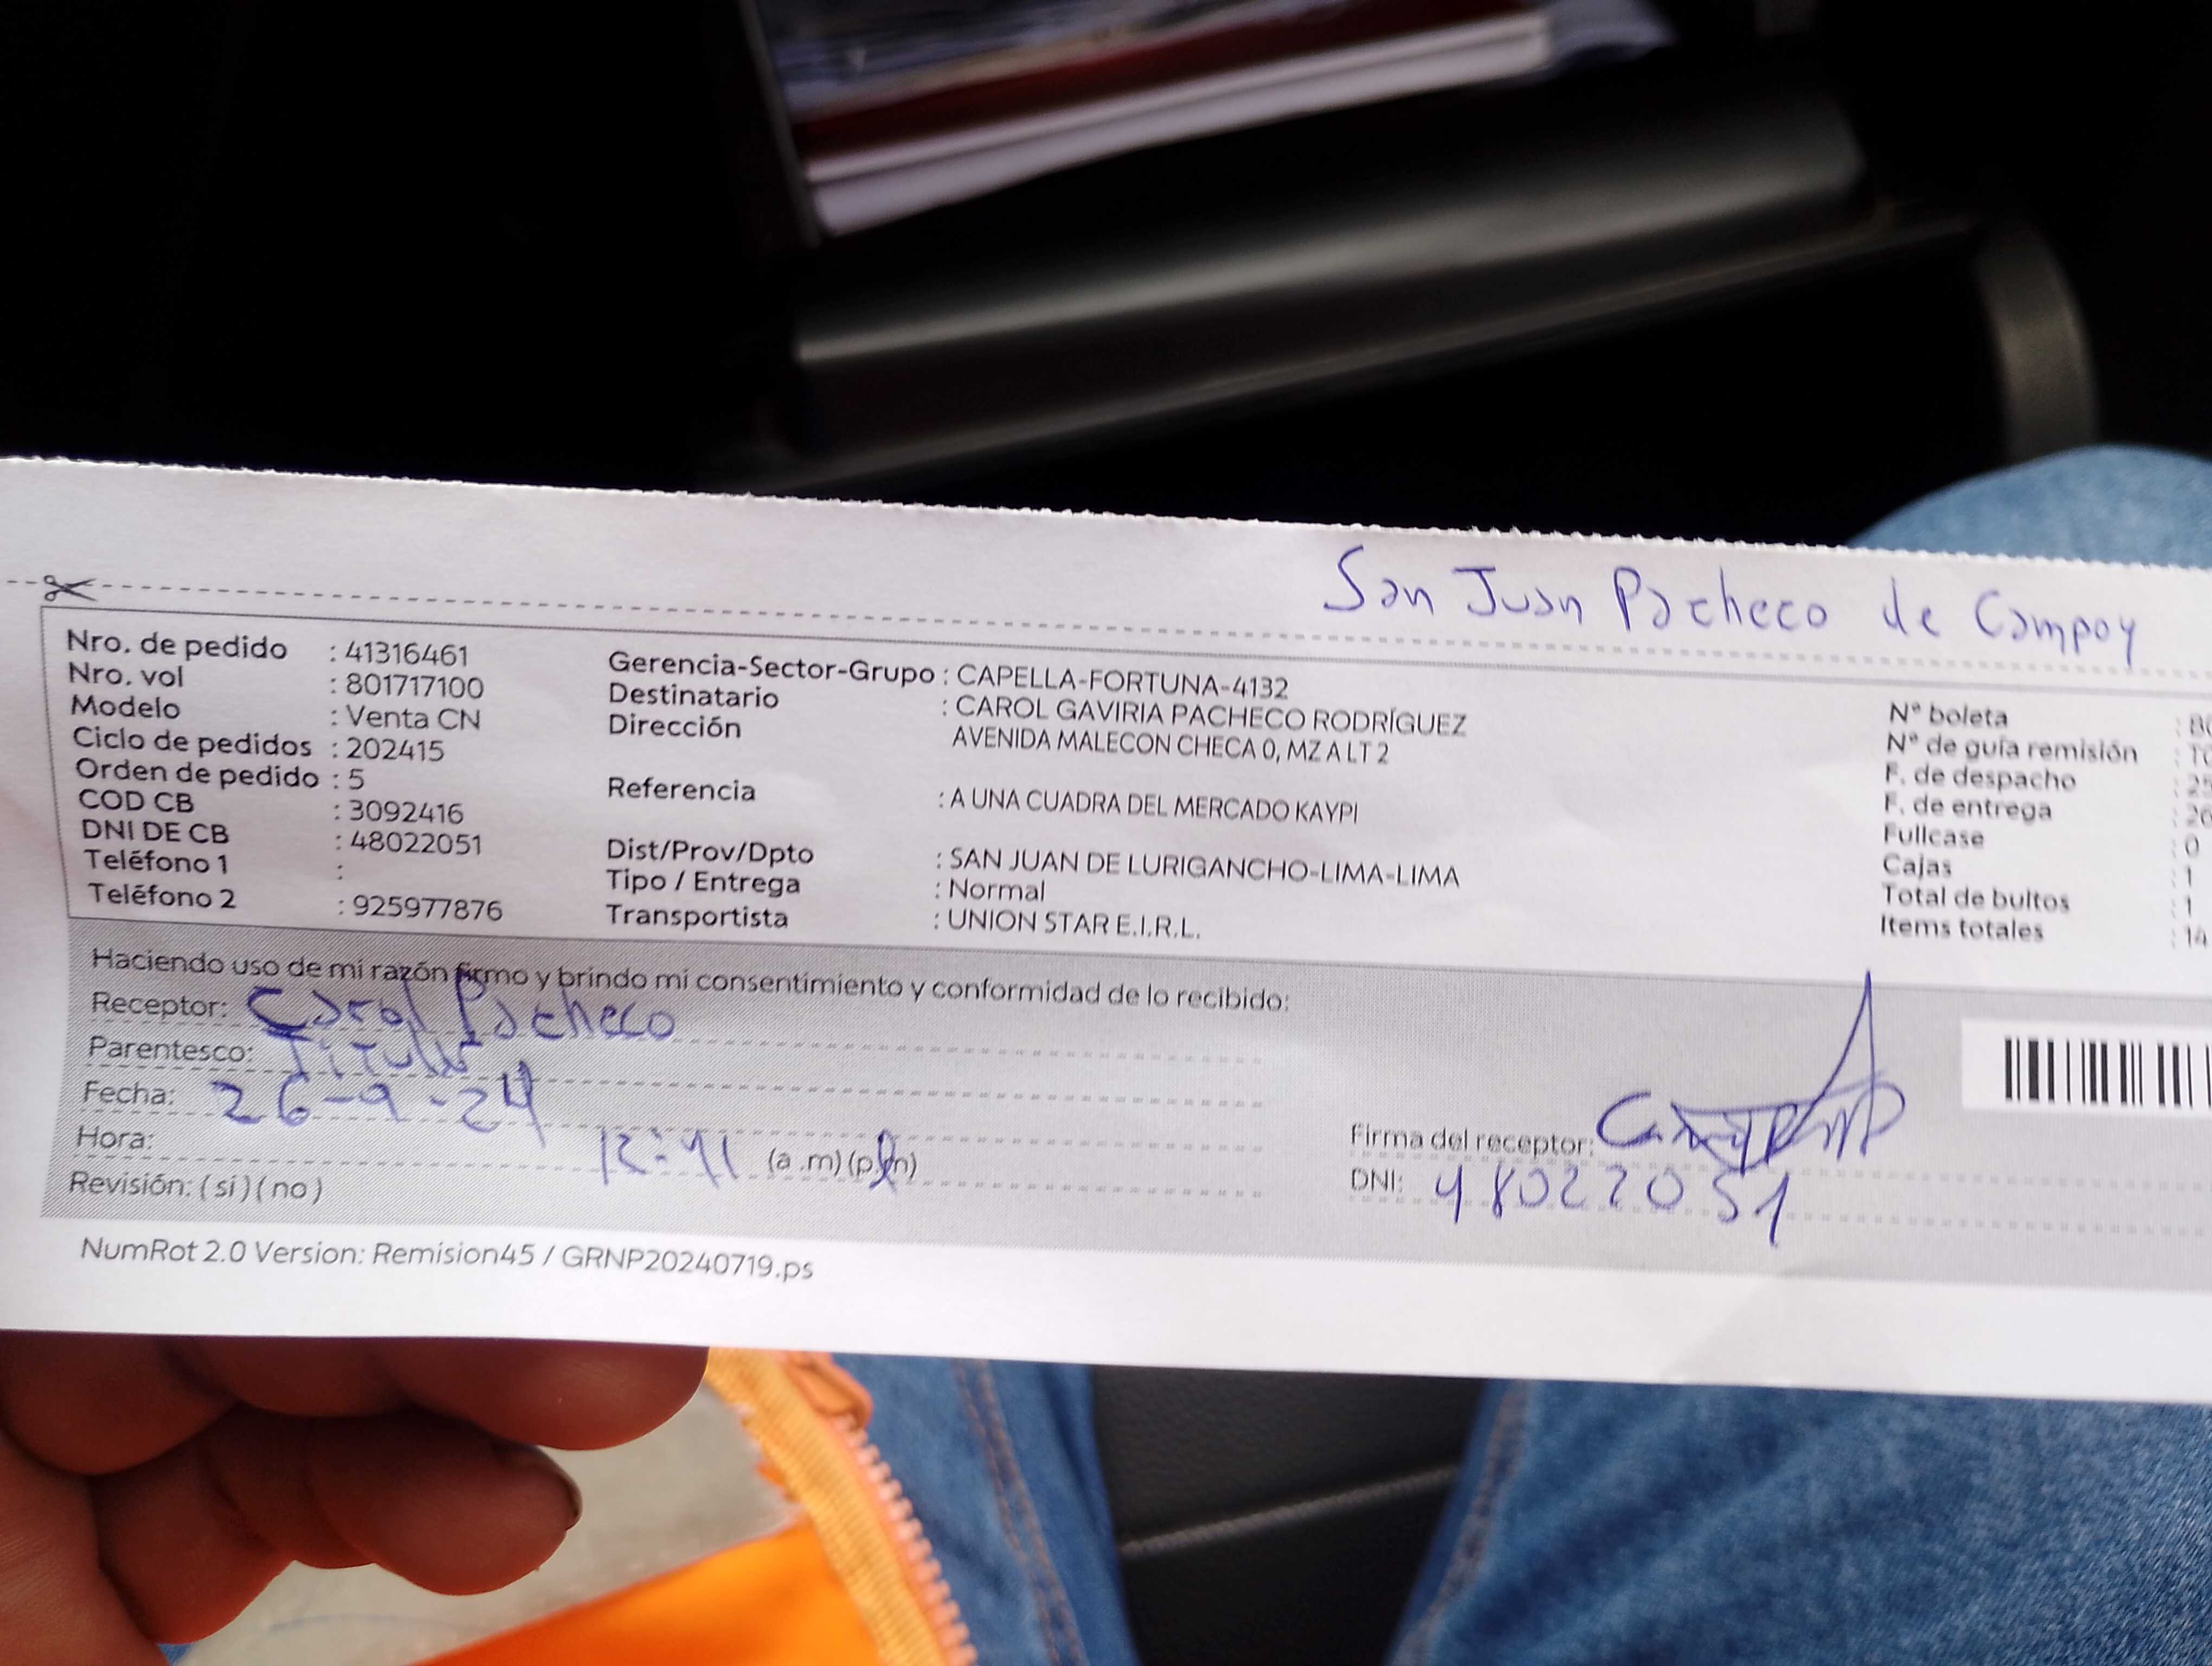 San Juan Pacheco de Campoy
Nro. de pedido : 41316461
Nro. vol : 801717100
Modelo : Venta CN
Ciclo de pedidos : 202415
Orden de pedido : 5
COD CB : 3092416
DNI DE CB : 48022051
Teléfono 1 :
Teléfono 2 : 925977876
Gerencia-Sector-Grupo : CAPELLA-FORTUNA-4132
Destinatario : CAROL GAVIRIA PACHECO RODRÍGUEZ
Dirección AVENIDA MALECON CHECA 0, MZ A LT 2
Referencia : A UNA CUADRA DEL MERCADO KAYPI
Dist/Prov/Dpto : SAN JUAN DE LURIGANCHO-LIMA-LIMA
Tipo / Entrega : Normal
Transportista : UNION STAR E.I.R.L.
N° boleta :
N° de guía remisión :
F. de despacho : 25
F. de entrega : 26
Fullcase : 0
Cajas : 1
Total de bultos : 1
Items totales : 14
Haciendo uso de mi razón firmo y brindo mi consentimiento y conformidad de lo recibido:
Receptor: Carol Pacheco
Parentesco: Titular
Fecha: 26-9-24
Hora: 12:41 (a.m)(p.m)
Revisión: (si)(no)
Firma del receptor:
DNI: 48022051
NumRot 2.0 Version: Remision45 / GRNP20240719.ps